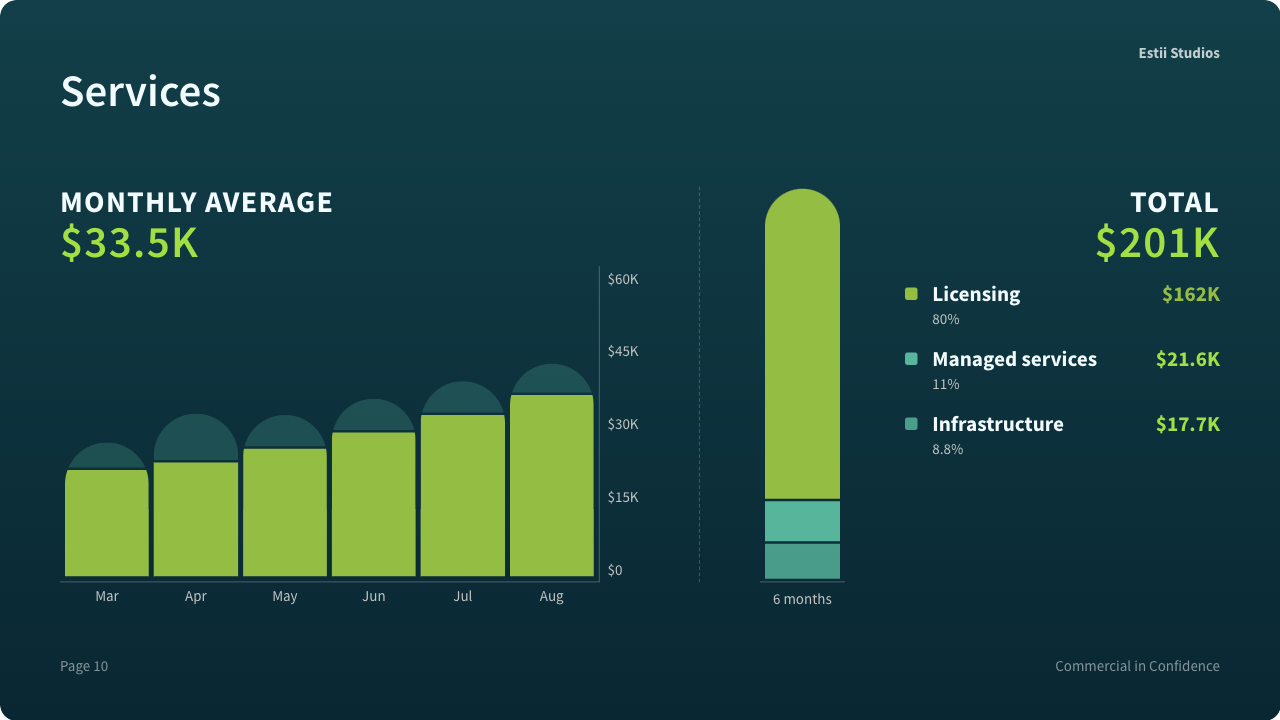 Estii Studios
Services
MONTHLY AVERAGE
$33.5K
$60K
$45K
$30K
$15K
$0
Mar Apr May Jun Jul Aug
6 months
TOTAL
$201K
Licensing $162K
80%
Managed services $21.6K
11%
Infrastructure $17.7K
8.8%
Page 10
Commercial in Confidence